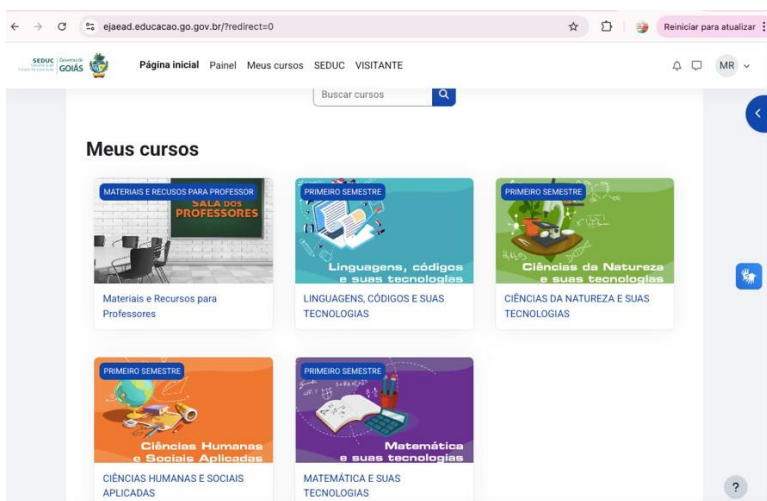 ejaead.educacao.go.gov.br/?redirect=0
Reiniciar para atualizar
SEDUC
GOIÁS
Página inicial Painel Meus cursos SEDUC VISITANTE
MR
Buscar cursos
Meus cursos
MATERIAIS E RECUSOS PARA PROFESSOR
SALA DOS
PROFESSORES
Materiais e Recursos para
Professores
PRIMEIRO SEMESTRE
Linguagens, códigos
e suas tecnologias
LINGUAGENS, CÓDIGOS E SUAS
TECNOLOGIAS
PRIMEIRO SEMESTRE
Ciências da Natureza
e suas tecnologias
CIÊNCIAS DA NATUREZA E SUAS
TECNOLOGIAS
PRIMEIRO SEMESTRE
Ciências Humanas
e Sociais Aplicadas
CIÊNCIAS HUMANAS E SOCIAIS
APLICADAS
PRIMEIRO SEMESTRE
Matemática
e suas tecnologias
MATEMÁTICA E SUAS
TECNOLOGIAS
?